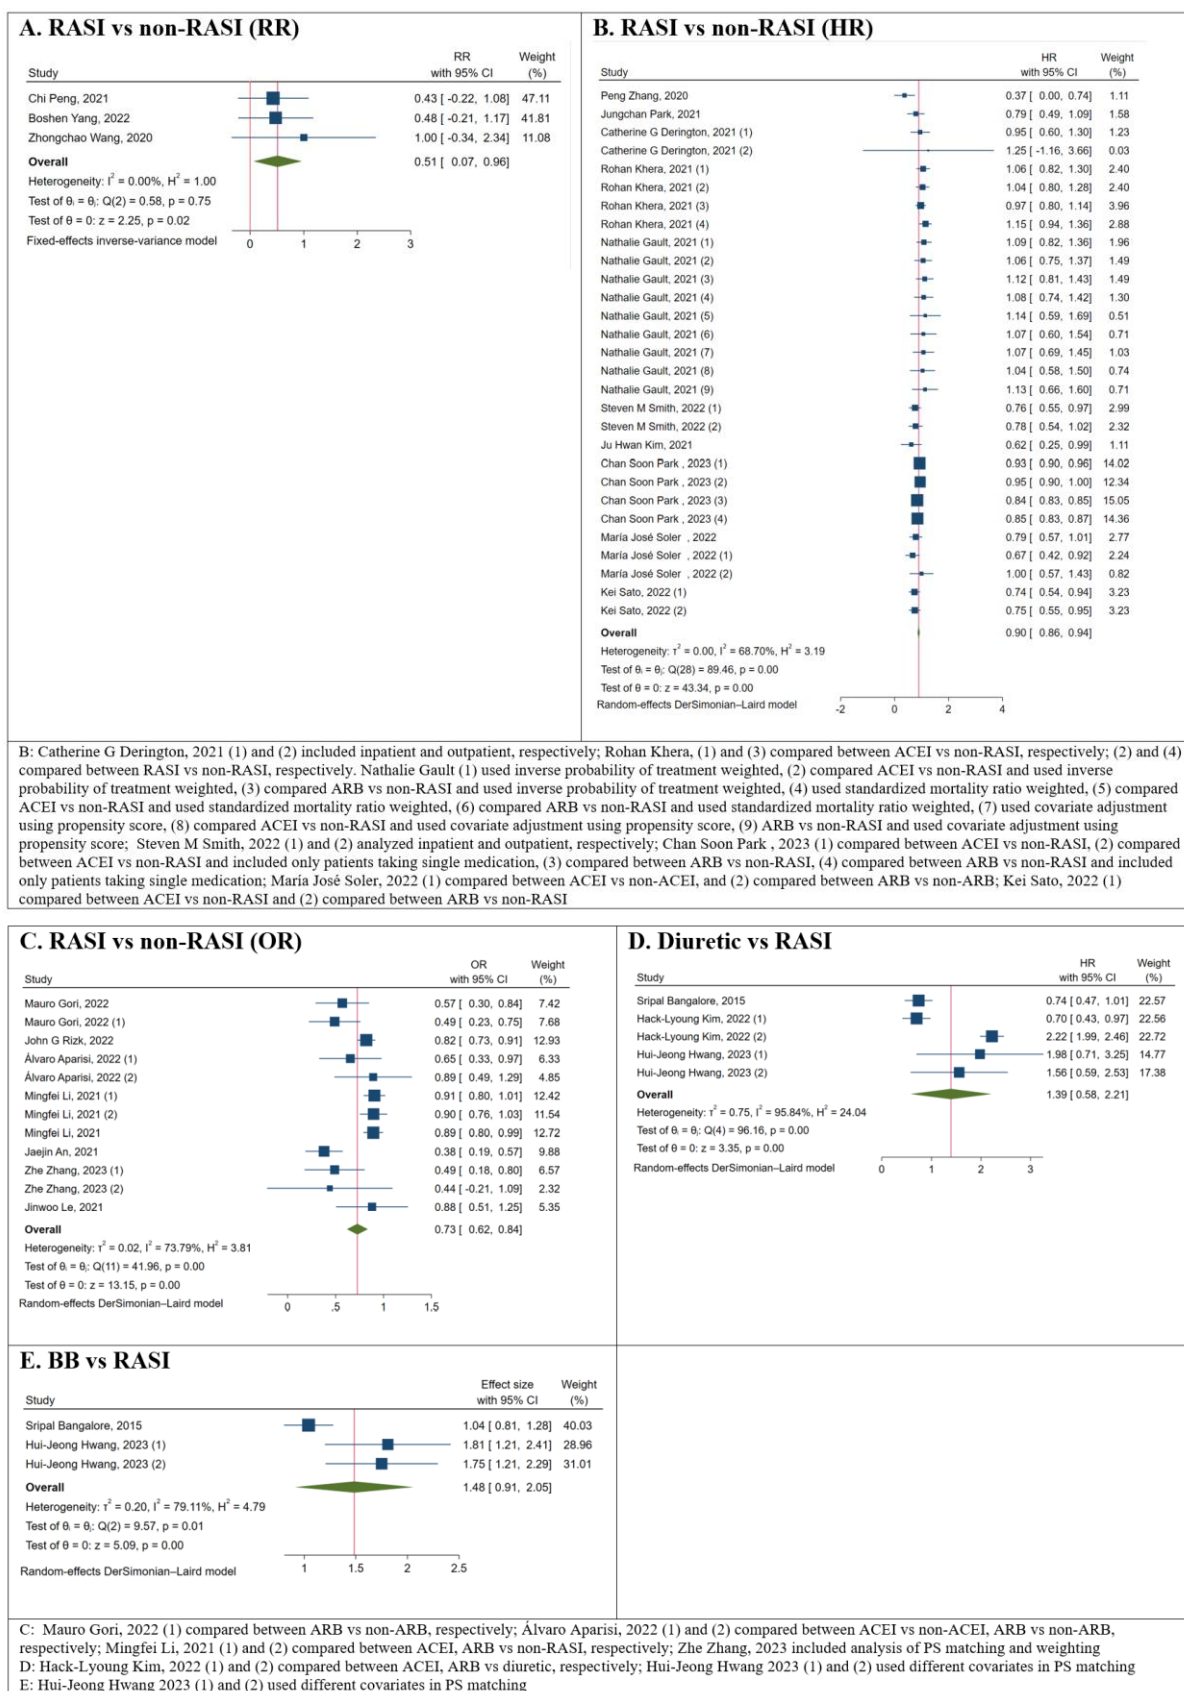 A. RASI vs non-RASI (RR)
RR Weight
Study with 95% CI (%)
Chi Peng, 2021 0.43 [ -0.22, 1.08] 47.11
Boshen Yang, 2022 0.48 [ -0.21, 1.17] 41.81
Zhongchao Wang, 2020 1.00 [ -0.34, 2.34] 11.08
Overall 0.51 [ 0.07, 0.96]
Heterogeneity: I² = 0.00%, H² = 1.00
Test of θᵢ = θⱼ: Q(2) = 0.58, p = 0.75
Test of θ = 0: z = 2.25, p = 0.02
Fixed-effects inverse-variance model
0 1 2 3
B. RASI vs non-RASI (HR)
HR Weight
Study with 95% CI (%)
Peng Zhang, 2020 0.37 [ 0.00, 0.74] 1.11
Jungchan Park, 2021 0.79 [ 0.49, 1.09] 1.58
Catherine G Derington, 2021 (1) 0.95 [ 0.60, 1.30] 1.23
Catherine G Derington, 2021 (2) 1.25 [ -1.16, 3.66] 0.03
Rohan Khera, 2021 (1) 1.06 [ 0.82, 1.30] 2.40
Rohan Khera, 2021 (2) 1.04 [ 0.80, 1.28] 2.40
Rohan Khera, 2021 (3) 0.97 [ 0.80, 1.14] 3.96
Rohan Khera, 2021 (4) 1.15 [ 0.94, 1.36] 2.88
Nathalie Gault, 2021 (1) 1.09 [ 0.82, 1.36] 1.96
Nathalie Gault, 2021 (2) 1.06 [ 0.75, 1.37] 1.49
Nathalie Gault, 2021 (3) 1.12 [ 0.81, 1.43] 1.49
Nathalie Gault, 2021 (4) 1.08 [ 0.74, 1.42] 1.30
Nathalie Gault, 2021 (5) 1.14 [ 0.59, 1.69] 0.51
Nathalie Gault, 2021 (6) 1.07 [ 0.60, 1.54] 0.71
Nathalie Gault, 2021 (7) 1.07 [ 0.69, 1.45] 1.03
Nathalie Gault, 2021 (8) 1.04 [ 0.58, 1.50] 0.74
Nathalie Gault, 2021 (9) 1.13 [ 0.66, 1.60] 0.71
Steven M Smith, 2022 (1) 0.76 [ 0.55, 0.97] 2.99
Steven M Smith, 2022 (2) 0.78 [ 0.54, 1.02] 2.32
Ju Hwan Kim, 2021 0.62 [ 0.25, 0.99] 1.11
Chan Soon Park , 2023 (1) 0.93 [ 0.90, 0.96] 14.02
Chan Soon Park , 2023 (2) 0.95 [ 0.90, 1.00] 12.34
Chan Soon Park , 2023 (3) 0.84 [ 0.83, 0.85] 15.05
Chan Soon Park , 2023 (4) 0.85 [ 0.83, 0.87] 14.36
María José Soler , 2022 0.79 [ 0.57, 1.01] 2.77
María José Soler , 2022 (1) 0.67 [ 0.42, 0.92] 2.24
María José Soler , 2022 (2) 1.00 [ 0.57, 1.43] 0.82
Kei Sato, 2022 (1) 0.74 [ 0.54, 0.94] 3.23
Kei Sato, 2022 (2) 0.75 [ 0.55, 0.95] 3.23
Overall 0.90 [ 0.86, 0.94]
Heterogeneity: τ² = 0.00, I² = 68.70%, H² = 3.19
Test of θᵢ = θⱼ: Q(28) = 89.46, p = 0.00
Test of θ = 0: z = 43.34, p = 0.00
Random-effects DerSimonian–Laird model
-2 0 2 4
B: Catherine G Derington, 2021 (1) and (2) included inpatient and outpatient, respectively; Rohan Khera, (1) and (3) compared between ACEI vs non-RASI, respectively; (2) and (4)
compared between RASI vs non-RASI, respectively. Nathalie Gault (1) used inverse probability of treatment weighted, (2) compared ACEI vs non-RASI and used inverse
probability of treatment weighted, (3) compared ARB vs non-RASI and used inverse probability of treatment weighted, (4) used standardized mortality ratio weighted, (5) compared
ACEI vs non-RASI and used standardized mortality ratio weighted, (6) compared ARB vs non-RASI and used standardized mortality ratio weighted, (7) used covariate adjustment
using propensity score, (8) compared ACEI vs non-RASI and used covariate adjustment using propensity score, (9) ARB vs non-RASI and used covariate adjustment using
propensity score; Steven M Smith, 2022 (1) and (2) analyzed inpatient and outpatient, respectively; Chan Soon Park , 2023 (1) compared between ACEI vs non-RASI, (2) compared
between ACEI vs non-RASI and included only patients taking single medication, (3) compared between ARB vs non-RASI, (4) compared between ARB vs non-RASI and included
only patients taking single medication; María José Soler, 2022 (1) compared between ACEI vs non-ACEI, and (2) compared between ARB vs non-ARB; Kei Sato, 2022 (1)
compared between ACEI vs non-RASI and (2) compared between ARB vs non-RASI
C. RASI vs non-RASI (OR)
OR Weight
Study with 95% CI (%)
Mauro Gori, 2022 0.57 [ 0.30, 0.84] 7.42
Mauro Gori, 2022 (1) 0.49 [ 0.23, 0.75] 7.68
John G Rizk, 2022 0.82 [ 0.73, 0.91] 12.93
Álvaro Aparisi, 2022 (1) 0.65 [ 0.33, 0.97] 6.33
Álvaro Aparisi, 2022 (2) 0.89 [ 0.49, 1.29] 4.85
Mingfei Li, 2021 (1) 0.91 [ 0.80, 1.01] 12.42
Mingfei Li, 2021 (2) 0.90 [ 0.76, 1.03] 11.54
Mingfei Li, 2021 0.89 [ 0.80, 0.99] 12.72
Jaejin An, 2021 0.38 [ 0.19, 0.57] 9.88
Zhe Zhang, 2023 (1) 0.49 [ 0.18, 0.80] 6.57
Zhe Zhang, 2023 (2) 0.44 [ -0.21, 1.09] 2.32
Jinwoo Le, 2021 0.88 [ 0.51, 1.25] 5.35
Overall 0.73 [ 0.62, 0.84]
Heterogeneity: τ² = 0.02, I² = 73.79%, H² = 3.81
Test of θᵢ = θⱼ: Q(11) = 41.96, p = 0.00
Test of θ = 0: z = 13.15, p = 0.00
Random-effects DerSimonian–Laird model
0 .5 1 1.5
D. Diuretic vs RASI
HR Weight
Study with 95% CI (%)
Sripal Bangalore, 2015 0.74 [ 0.47, 1.01] 22.57
Hack-Lyoung Kim, 2022 (1) 0.70 [ 0.43, 0.97] 22.56
Hack-Lyoung Kim, 2022 (2) 2.22 [ 1.99, 2.46] 22.72
Hui-Jeong Hwang, 2023 (1) 1.98 [ 0.71, 3.25] 14.77
Hui-Jeong Hwang, 2023 (2) 1.56 [ 0.59, 2.53] 17.38
Overall 1.39 [ 0.58, 2.21]
Heterogeneity: τ² = 0.75, I² = 95.84%, H² = 24.04
Test of θᵢ = θⱼ: Q(4) = 96.16, p = 0.00
Test of θ = 0: z = 3.35, p = 0.00
Random-effects DerSimonian–Laird model
0 1 2 3
E. BB vs RASI
Effect size Weight
Study with 95% CI (%)
Sripal Bangalore, 2015 1.04 [ 0.81, 1.28] 40.03
Hui-Jeong Hwang, 2023 (1) 1.81 [ 1.21, 2.41] 28.96
Hui-Jeong Hwang, 2023 (2) 1.75 [ 1.21, 2.29] 31.01
Overall 1.48 [ 0.91, 2.05]
Heterogeneity: τ² = 0.20, I² = 79.11%, H² = 4.79
Test of θᵢ = θⱼ: Q(2) = 9.57, p = 0.01
Test of θ = 0: z = 5.09, p = 0.00
Random-effects DerSimonian–Laird model
1 1.5 2 2.5
C: Mauro Gori, 2022 (1) compared between ARB vs non-ARB, respectively; Álvaro Aparisi, 2022 (1) and (2) compared between ACEI vs non-ACEI, ARB vs non-ARB,
respectively; Mingfei Li, 2021 (1) and (2) compared between ACEI, ARB vs non-RASI, respectively; Zhe Zhang, 2023 included analysis of PS matching and weighting
D: Hack-Lyoung Kim, 2022 (1) and (2) compared between ACEI, ARB vs diuretic, respectively; Hui-Jeong Hwang 2023 (1) and (2) used different covariates in PS matching
E: Hui-Jeong Hwang 2023 (1) and (2) used different covariates in PS matching